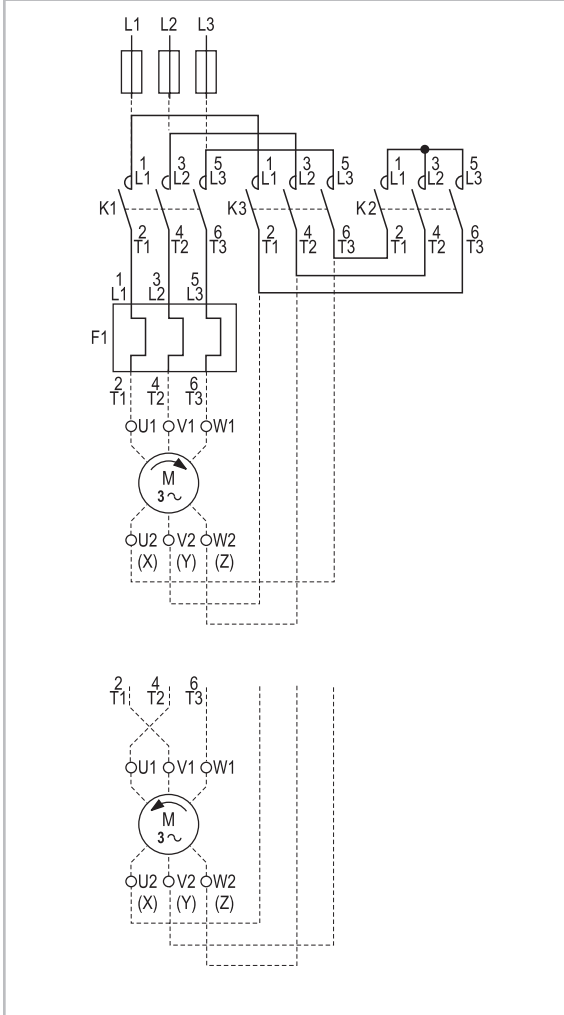 L1 L2 L3
1 3 5 1 3 5 1 3 5
L1 L2 L3 L1 L2 L3 L1 L2 L3
K1 K3 K2
2 4 6 2 4 6 2 4 6
T1 T2 T3 T1 T2 T3 T1 T2 T3
1 3 5
L1 L2 L3
F1
2 4 6
T1 T2 T3
U1 V1 W1
M
3~
U2 V2 W2
(X) (Y) (Z)
2 4 6
T1 T2 T3
U1 V1 W1
M
3~
U2 V2 W2
(X) (Y) (Z)